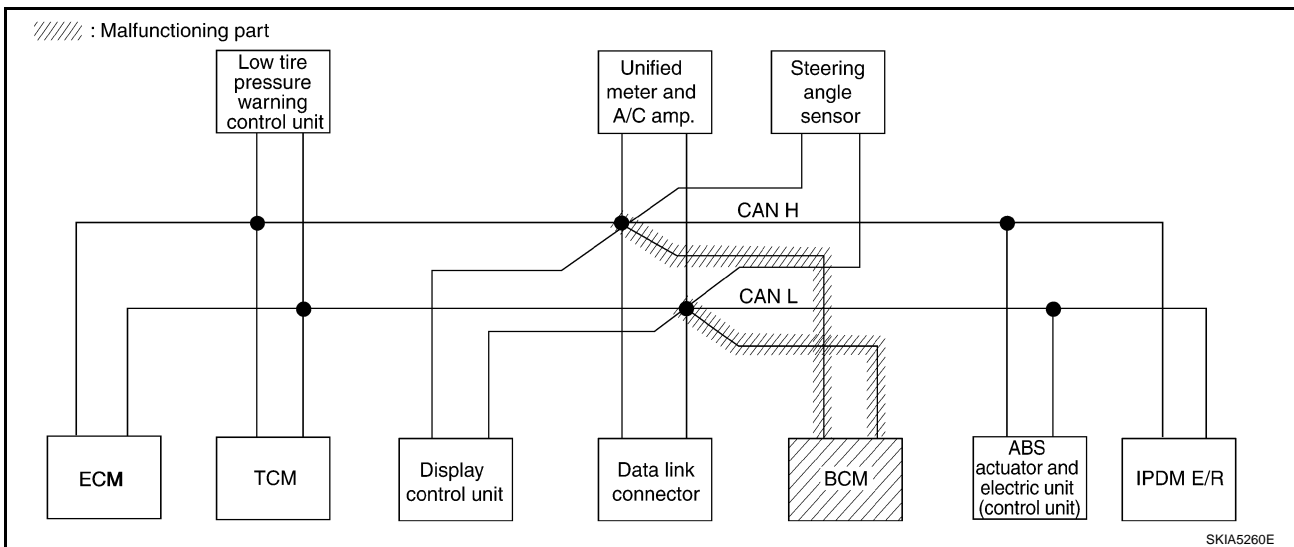 : Malfunctioning part
Low tire
pressure
warning
control unit
Unified
meter and
A/C amp.
Steering
angle
sensor
CAN H
CAN L
ECM
TCM
Display
control unit
Data link
connector
BCM
ABS
actuator and
electric unit
(control unit)
IPDM E/R
SKIA5260E